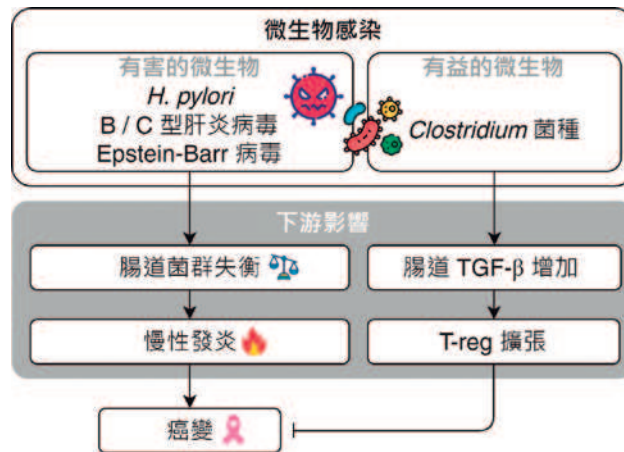 微生物感染
有害的微生物
H. pylori
B / C 型肝炎病毒
Epstein-Barr 病毒
有益的微生物
Clostridium 菌種
下游影響
腸道菌群失衡
腸道 TGF-β 增加
慢性發炎
T-reg 擴張
癌變